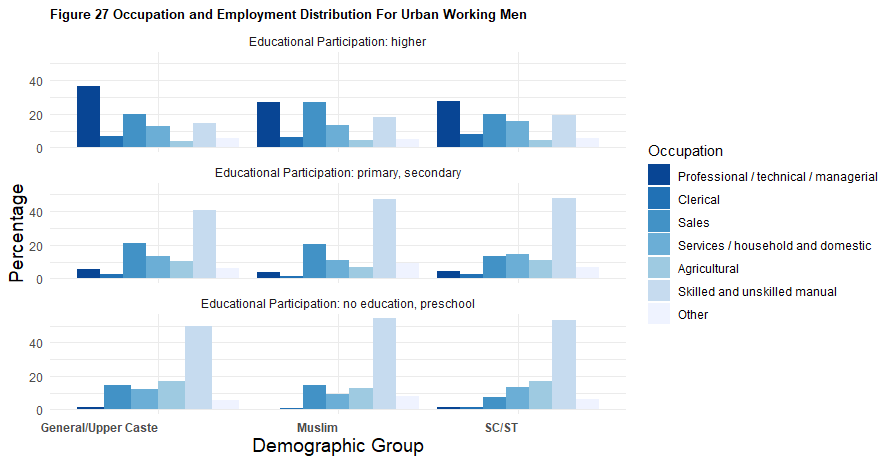 Figure 27 Occupation and Employment Distribution For Urban Working Men
Educational Participation: higher
40
20
0
Educational Participation: primary, secondary
40
20
0
Educational Participation: no education, preschool
40
20
0
Percentage
General/Upper Caste
Muslim
SC/ST
Demographic Group
Occupation
Professional / technical / managerial
Clerical
Sales
Services / household and domestic
Agricultural
Skilled and unskilled manual
Other